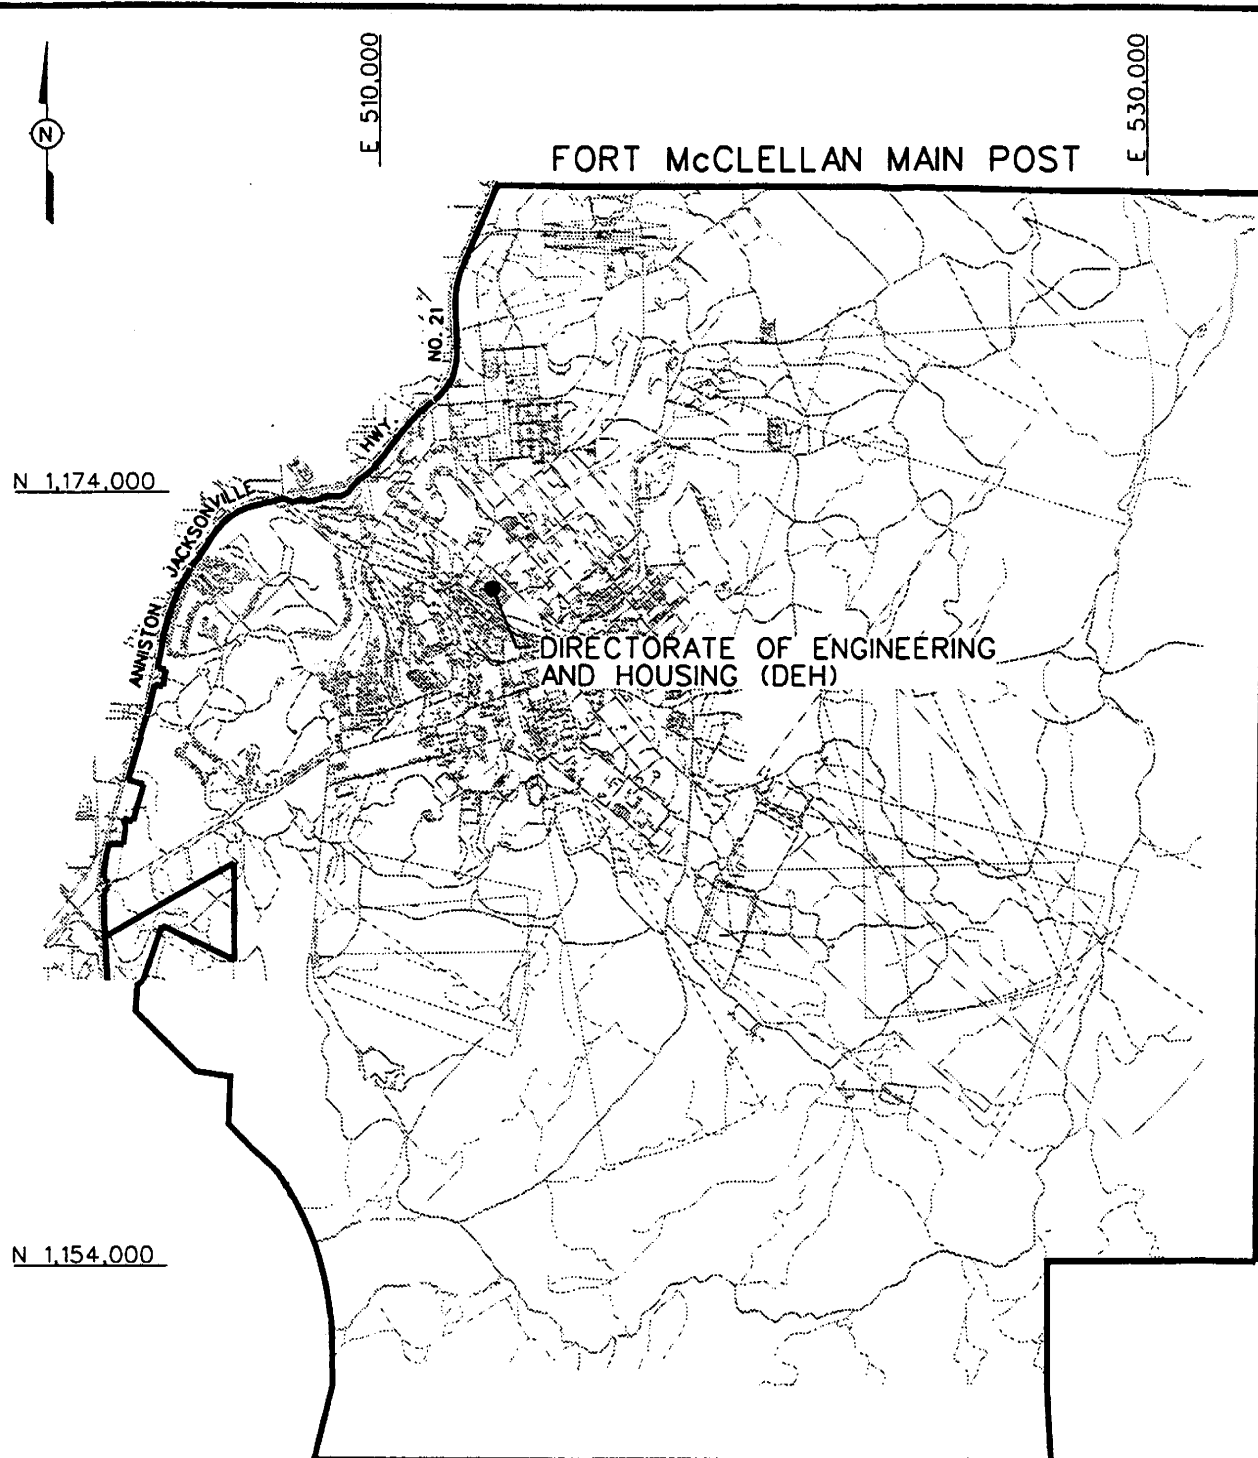 E 510,000
E 530,000
N
FORT McCLELLAN MAIN POST
NO. 21
HWY.
N 1,174,000
JACKSONVILLE
ANNISTON
DIRECTORATE OF ENGINEERING
AND HOUSING (DEH)
N 1,154,000